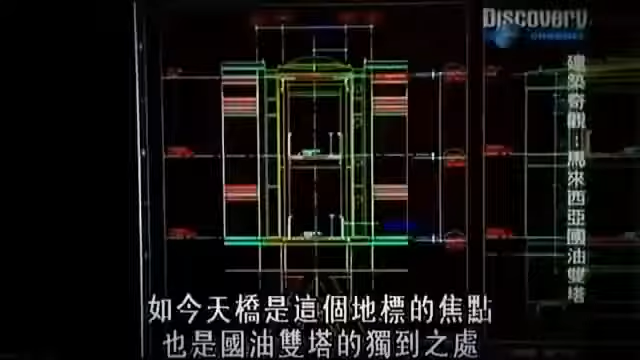 Discovery
CHANNEL
建築奇觀：馬來西亞國油雙塔
如今天橋是這個地標的焦點
也是國油雙塔的獨到之處